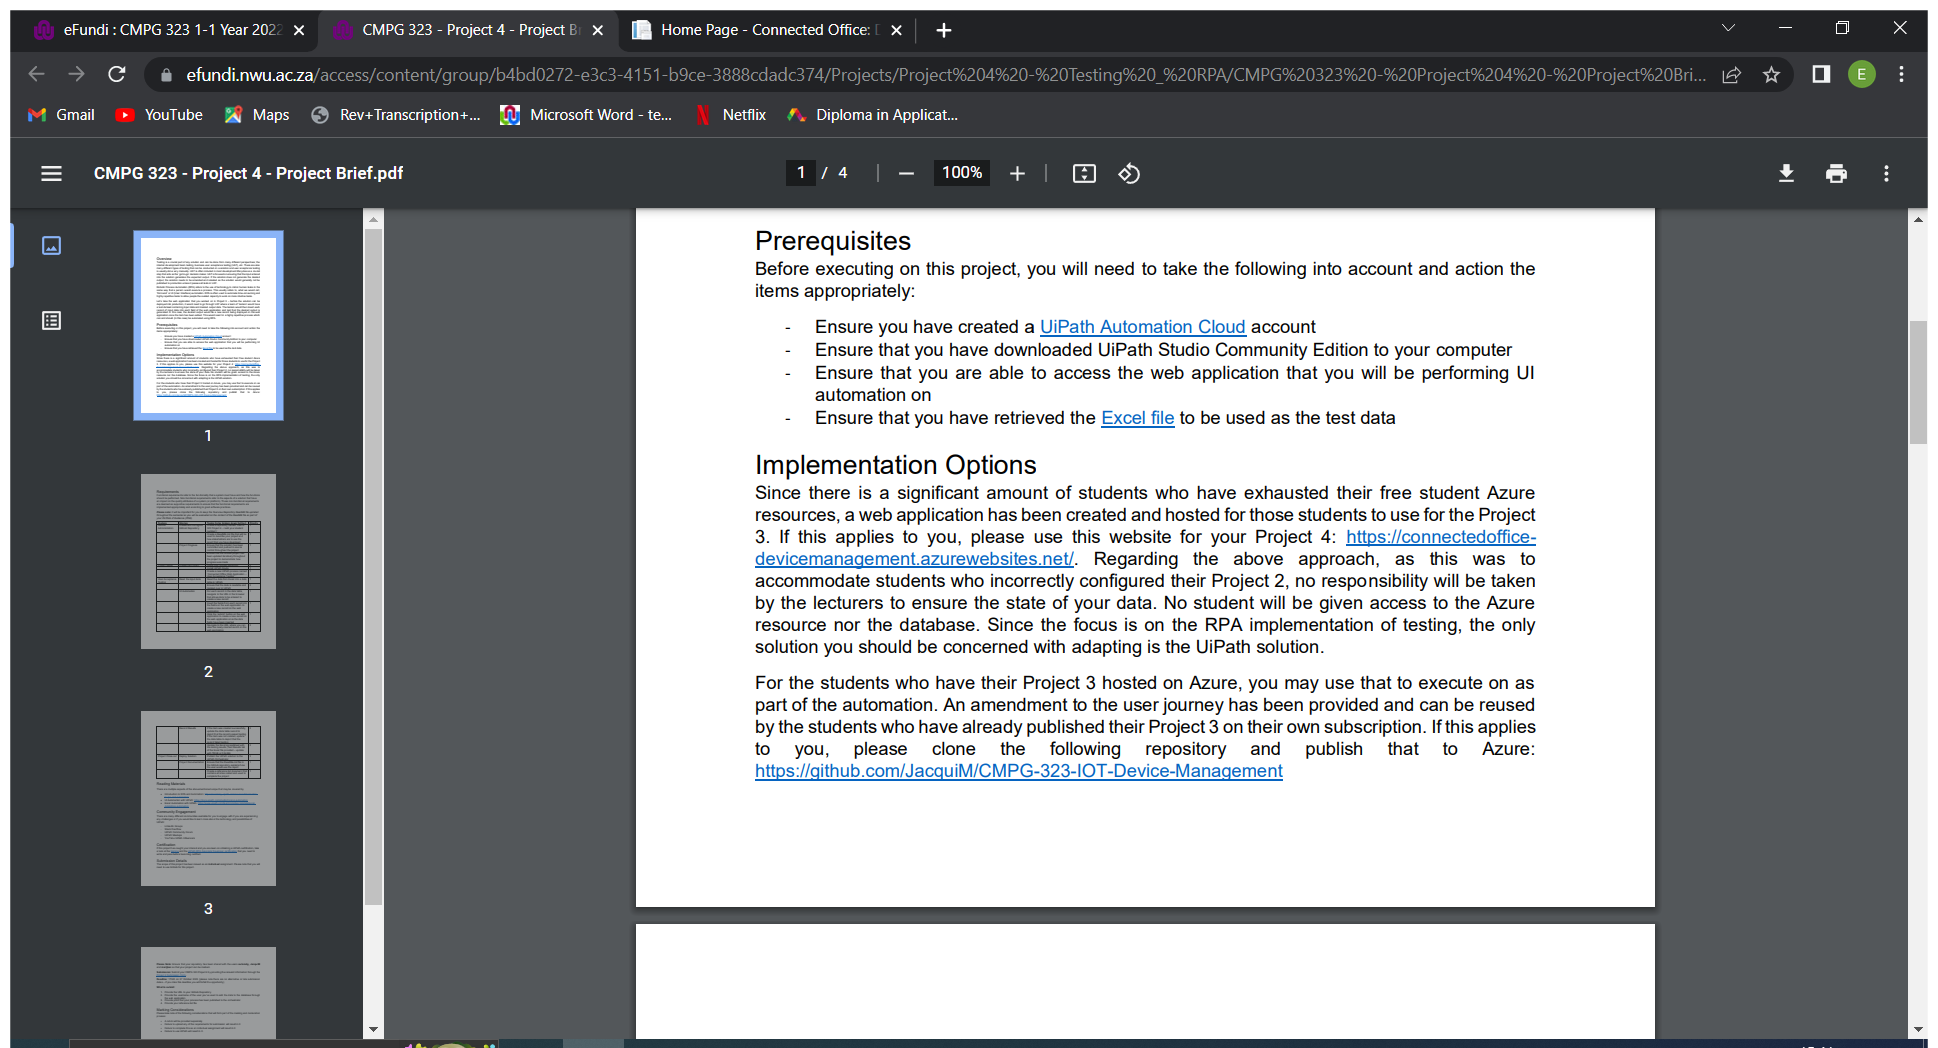 eFundi : CMPG 323 1-1 Year 2022
CMPG 323 - Project 4 - Project Br
Home Page - Connected Office: D
efundi.nwu.ac.za/access/content/group/b4bd0272-e3c3-4151-b9ce-3888cdadc374/Projects/Project%204%20-%20Testing%20_%20RPA/CMPG%20323%20-%20Project%204%20-%20Project%20Bri...
E
Gmail
YouTube
Maps
Rev+Transcription+...
Microsoft Word - te...
Netflix
Diploma in Applicat...
CMPG 323 - Project 4 - Project Brief.pdf
1 / 4
100%
1
2
3
Prerequisites
Before executing on this project, you will need to take the following into account and action the
items appropriately:
- Ensure you have created a UiPath Automation Cloud account
- Ensure that you have downloaded UiPath Studio Community Edition to your computer
- Ensure that you are able to access the web application that you will be performing UI
automation on
- Ensure that you have retrieved the Excel file to be used as the test data
Implementation Options
Since there is a significant amount of students who have exhausted their free student Azure
resources, a web application has been created and hosted for those students to use for the Project
3. If this applies to you, please use this website for your Project 4: https://connectedoffice-
devicemanagement.azurewebsites.net/. Regarding the above approach, as this was to
accommodate students who incorrectly configured their Project 2, no responsibility will be taken
by the lecturers to ensure the state of your data. No student will be given access to the Azure
resource nor the database. Since the focus is on the RPA implementation of testing, the only
solution you should be concerned with adapting is the UiPath solution.
For the students who have their Project 3 hosted on Azure, you may use that to execute on as
part of the automation. An amendment to the user journey has been provided and can be reused
by the students who have already published their Project 3 on their own subscription. If this applies
to you, please clone the following repository and publish that to Azure:
https://github.com/JacquiM/CMPG-323-IOT-Device-Management